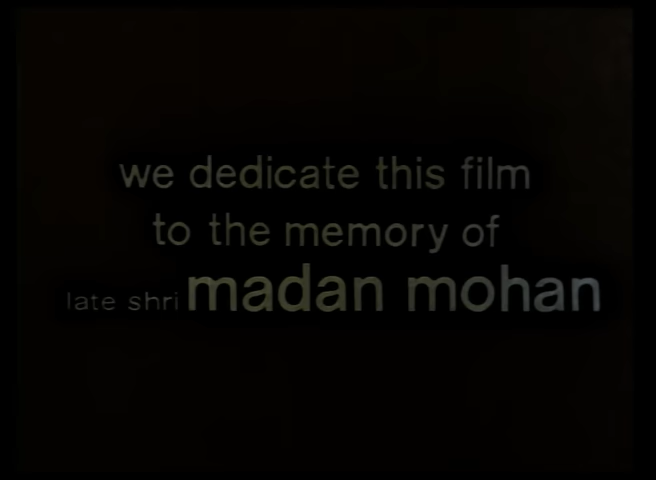 we dedicate this film
to the memory of
late shri madan mohan